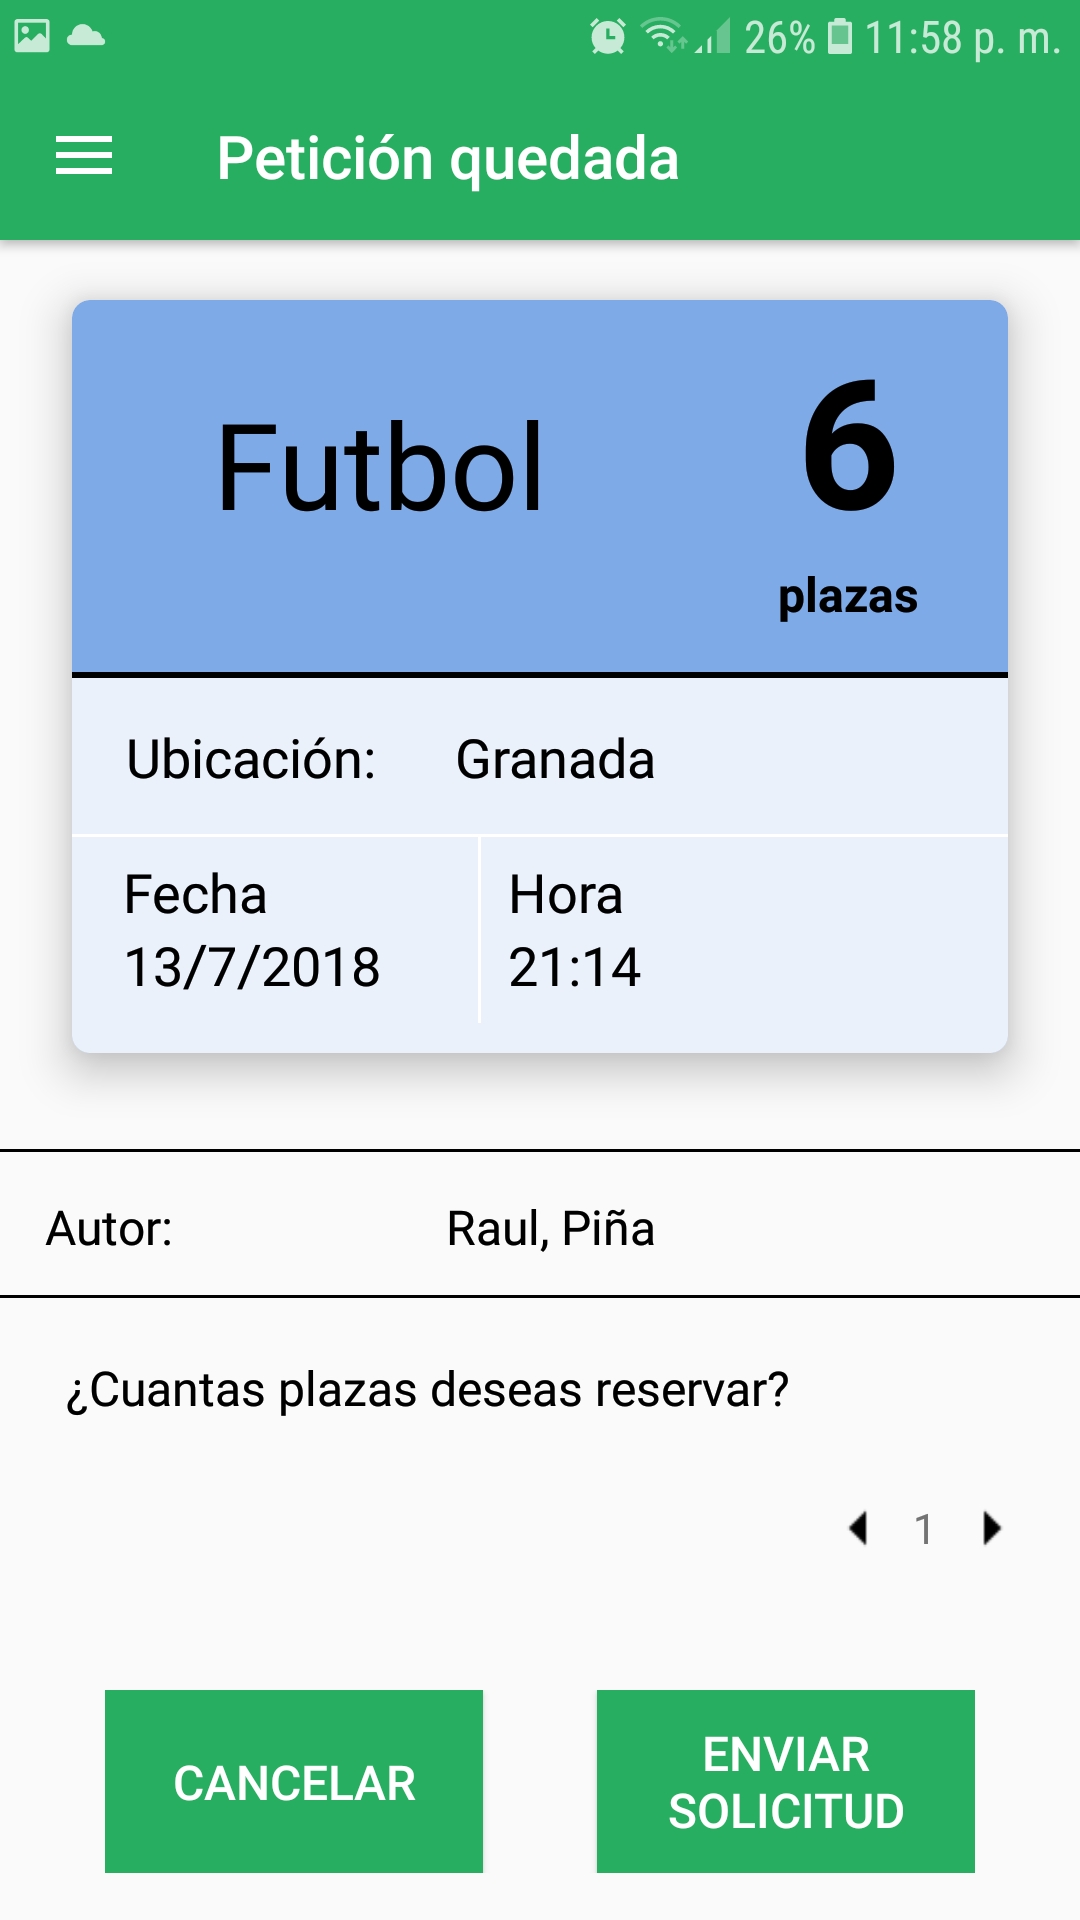 26% 11:58 p. m.
Petición quedada
Futbol
6
plazas
Ubicación: Granada
Fecha
13/7/2018
Hora
21:14
Autor: Raul, Piña
¿Cuantas plazas deseas reservar?
1
CANCELAR
ENVIAR
SOLICITUD